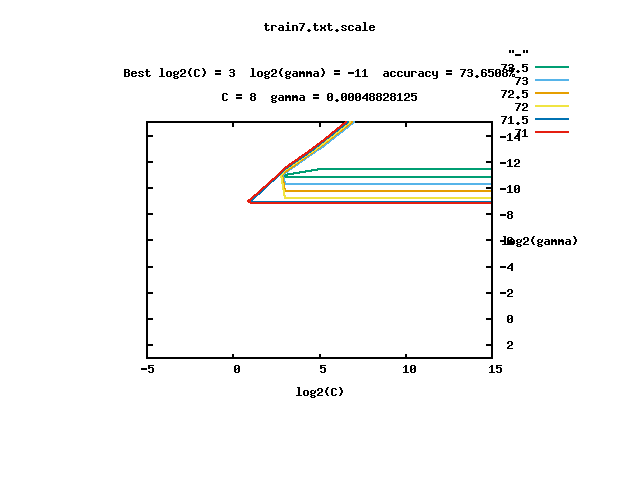 train7.txt.scale
"-"
Best log2(C) = 3  log2(gamma) = -11  accuracy = 73.6508%
73.5
73
C = 8  gamma = 0.00048828125
72.5
72
71.5
71
-14
-12
-10
-8
-6
log2(gamma)
-4
-2
0
2
-5 0 5 10 15
log2(C)